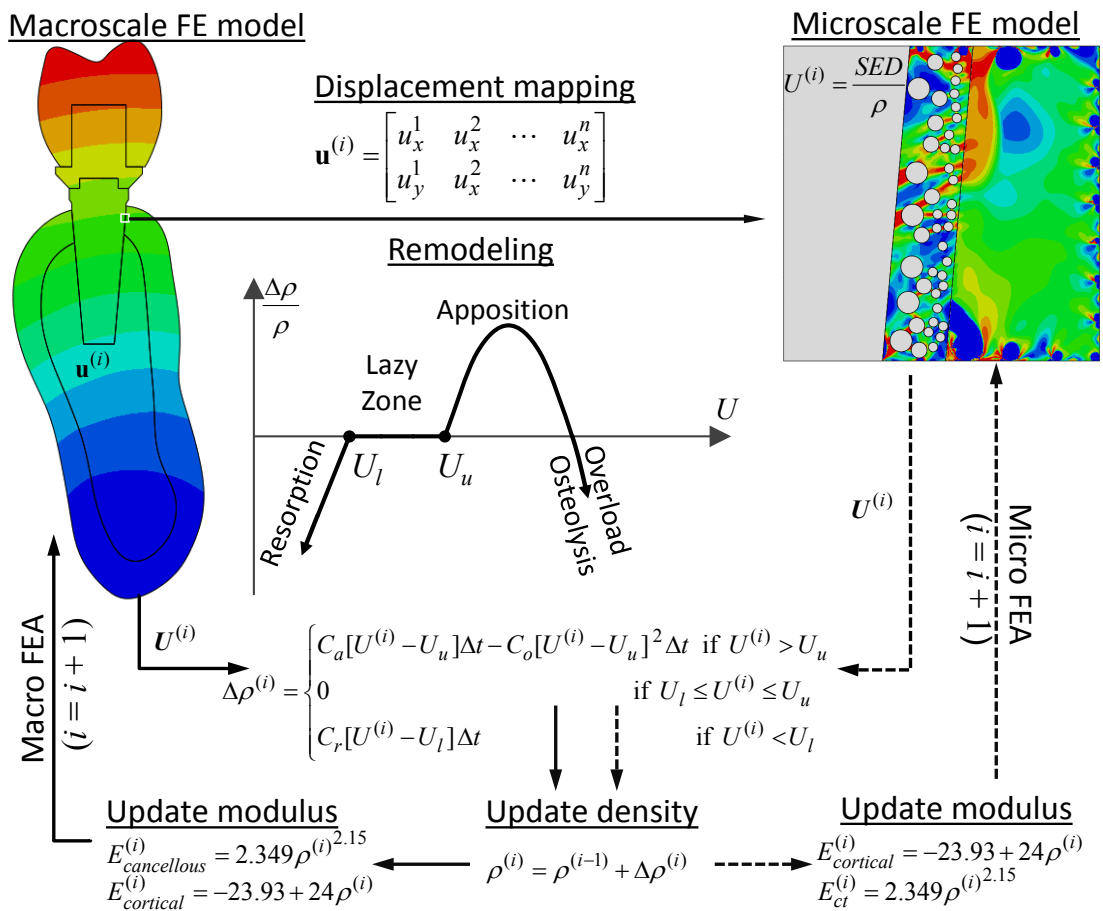 Macroscale FE model
Microscale FE model
Displacement mapping
𝐮^(i) = [u_x^1 u_x^2 ⋯ u_x^n
u_y^1 u_x^2 ⋯ u_y^n]
U^(i) = SED/ρ
Remodeling
Δρ/ρ
Apposition
Lazy
Zone
U
U_l
U_u
Resorption
Overload
Osteolysis
𝐮^(i)
U^(i)
U^(i)
Macro FEA
(i = i + 1)
Micro FEA
(i = i + 1)
Δρ^(i) = { C_a[U^(i) − U_u]Δt − C_o[U^(i) − U_u]^2 Δt if U^(i) > U_u
0 if U_l ≤ U^(i) ≤ U_u
C_r[U^(i) − U_l]Δt if U^(i) < U_l
Update modulus
E_cancellous^(i) = 2.349ρ^(i)^2.15
E_cortical^(i) = −23.93 + 24ρ^(i)
Update density
ρ^(i) = ρ^(i−1) + Δρ^(i)
Update modulus
E_cortical^(i) = −23.93 + 24ρ^(i)
E_ct^(i) = 2.349ρ^(i)^2.15